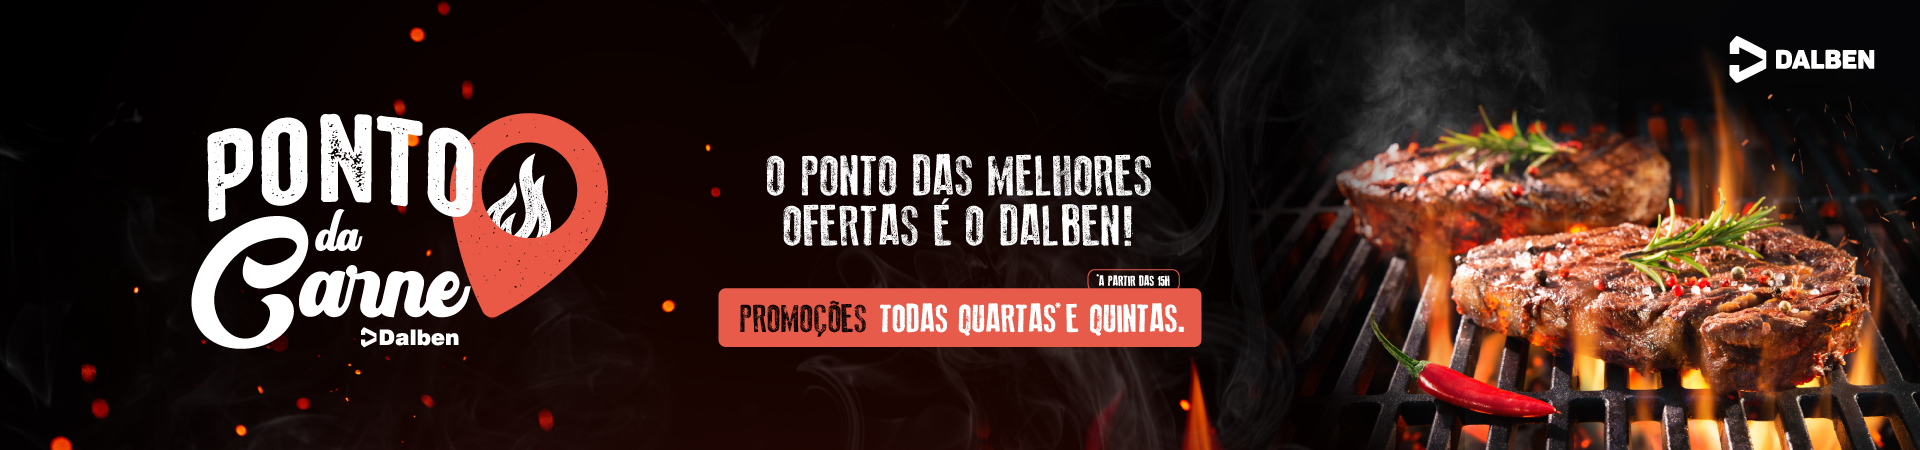 PONTO
da
Carne
Dalben
O PONTO DAS MELHORES
OFERTAS É O DALBEN!
*A PARTIR DAS 15H
PROMOÇÕES TODAS QUARTAS* E QUINTAS.
DALBEN